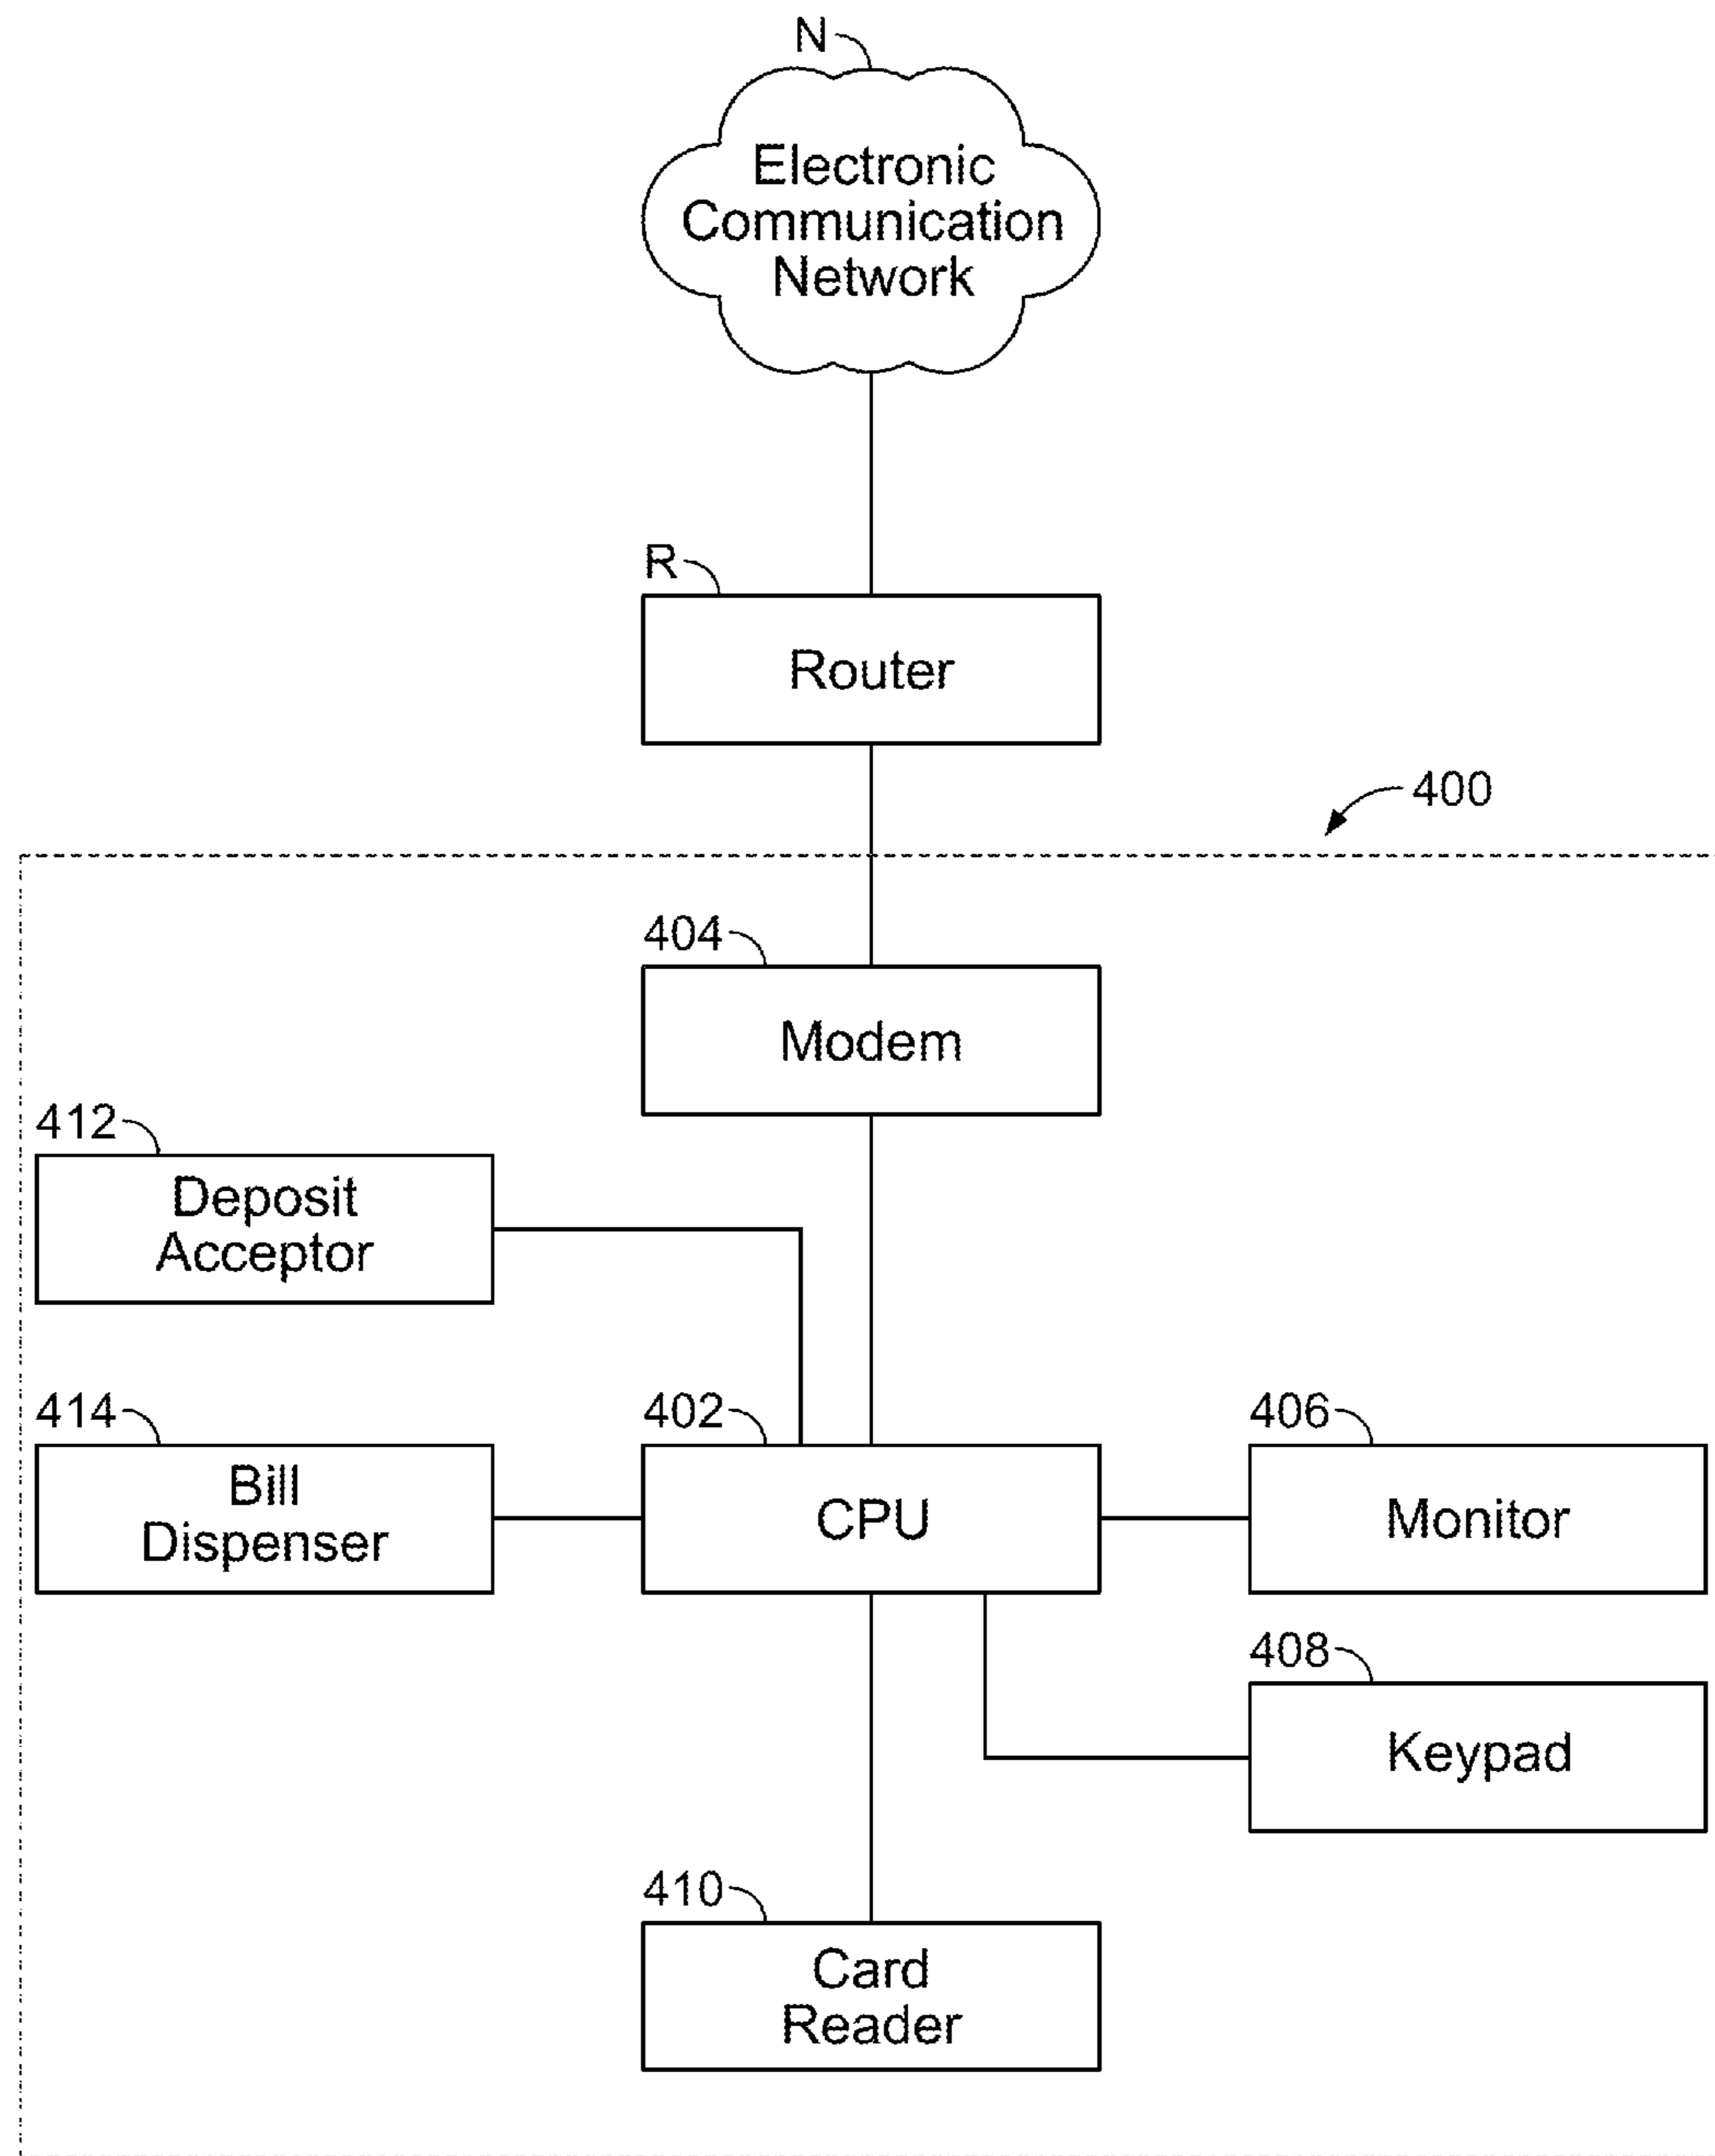 N
Electronic
Communication
Network
R
Router
400
404
Modem
412
Deposit
Acceptor
414
Bill
Dispenser
402
CPU
406
Monitor
408
Keypad
410
Card
Reader